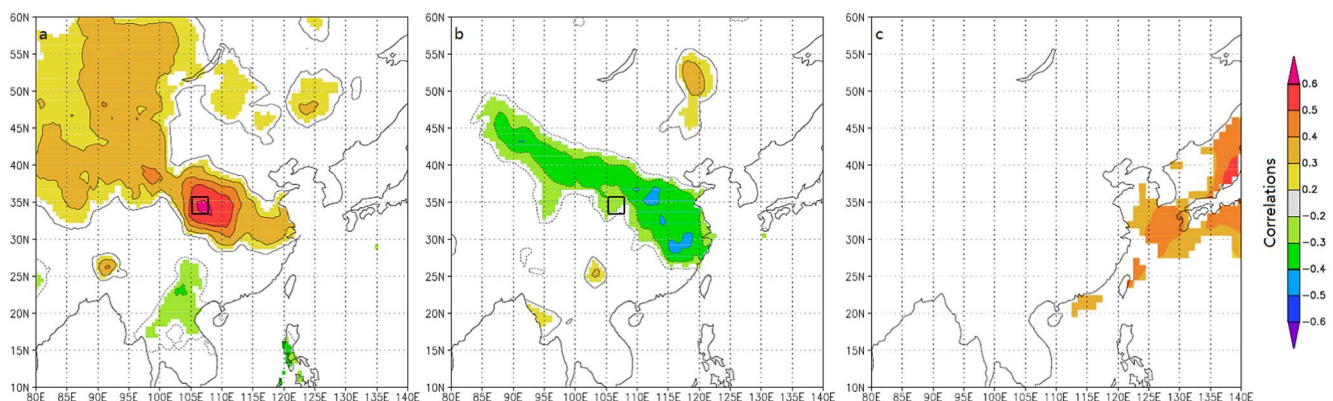 a
b
c
60N 60N 60N
55N 55N 55N
50N 50N 50N
45N 45N 45N
40N 40N 40N
35N 35N 35N
30N 30N 30N
25N 25N 25N
20N 20N 20N
15N 15N 15N
10N 10N 10N
80E 85E 90E 95E 100E 105E 110E 115E 120E 125E 130E 135E 140E
80E 85E 90E 95E 100E 105E 110E 115E 120E 125E 130E 135E 140E
80E 85E 90E 95E 100E 105E 110E 115E 120E 125E 130E 135E 140E
Correlations
0.6
0.5
0.4
0.3
0.2
−0.2
−0.3
−0.4
−0.5
−0.6